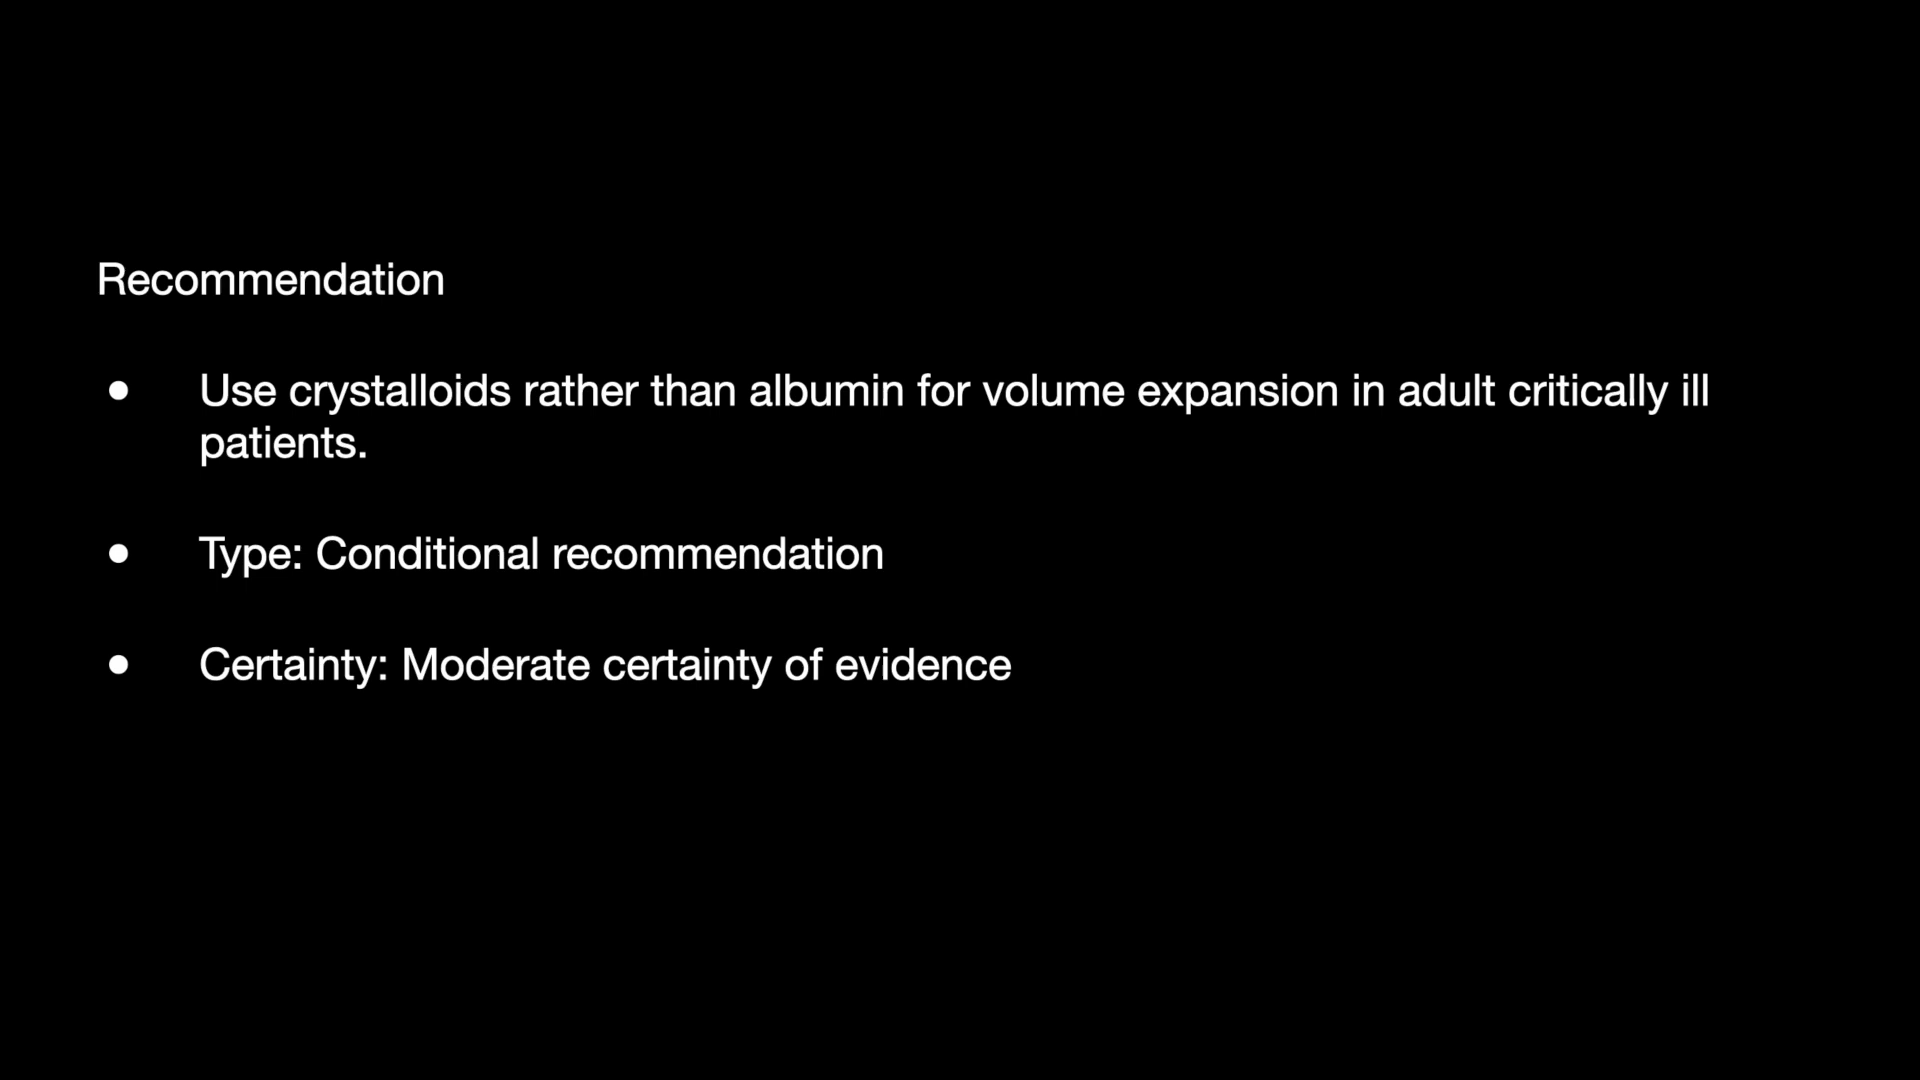 Recommendation
● Use crystalloids rather than albumin for volume expansion in adult critically ill
patients.
● Type: Conditional recommendation
● Certainty: Moderate certainty of evidence